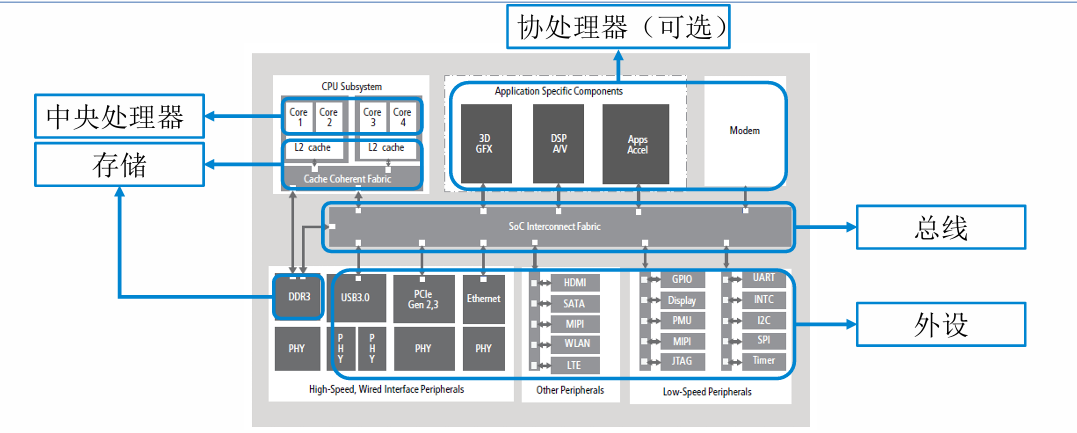 协处理器（可选）
中央处理器
存储
总线
外设
CPU Subsystem
Core 1
Core 2
Core 3
Core 4
L2 cache
L2 cache
Cache Coherent Fabric
Application Specific Components
3D GFX
DSP A/V
Apps Accel
Modem
SoC Interconnect Fabric
DDR3
USB3.0
PCIe Gen 2,3
Ethernet
PHY
PHY
PHY
PHY
PHY
High-Speed, Wired Interface Peripherals
HDMI
SATA
MIPI
WLAN
LTE
Other Peripherals
GPIO
Display
PMU
MIPI
JTAG
UART
INTC
I2C
SPI
Timer
Low-Speed Peripherals